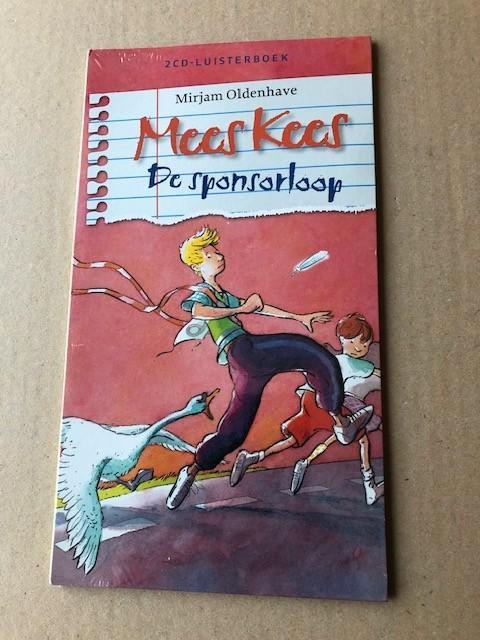 2CD-LUISTERBOEK
Mirjam Oldenhave
Mees Kees
De sponsorloop